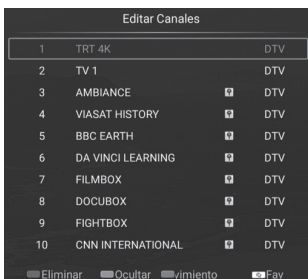 Editar Canales
1 TRT 4K DTV
2 TV 1 DTV
3 AMBIANCE DTV
4 VIASAT HISTORY DTV
5 BBC EARTH DTV
6 DA VINCI LEARNING DTV
7 FILMBOX DTV
8 DOCUBOX DTV
9 FIGHTBOX DTV
10 CNN INTERNATIONAL DTV
Eliminar Ocultar vimiento Fav